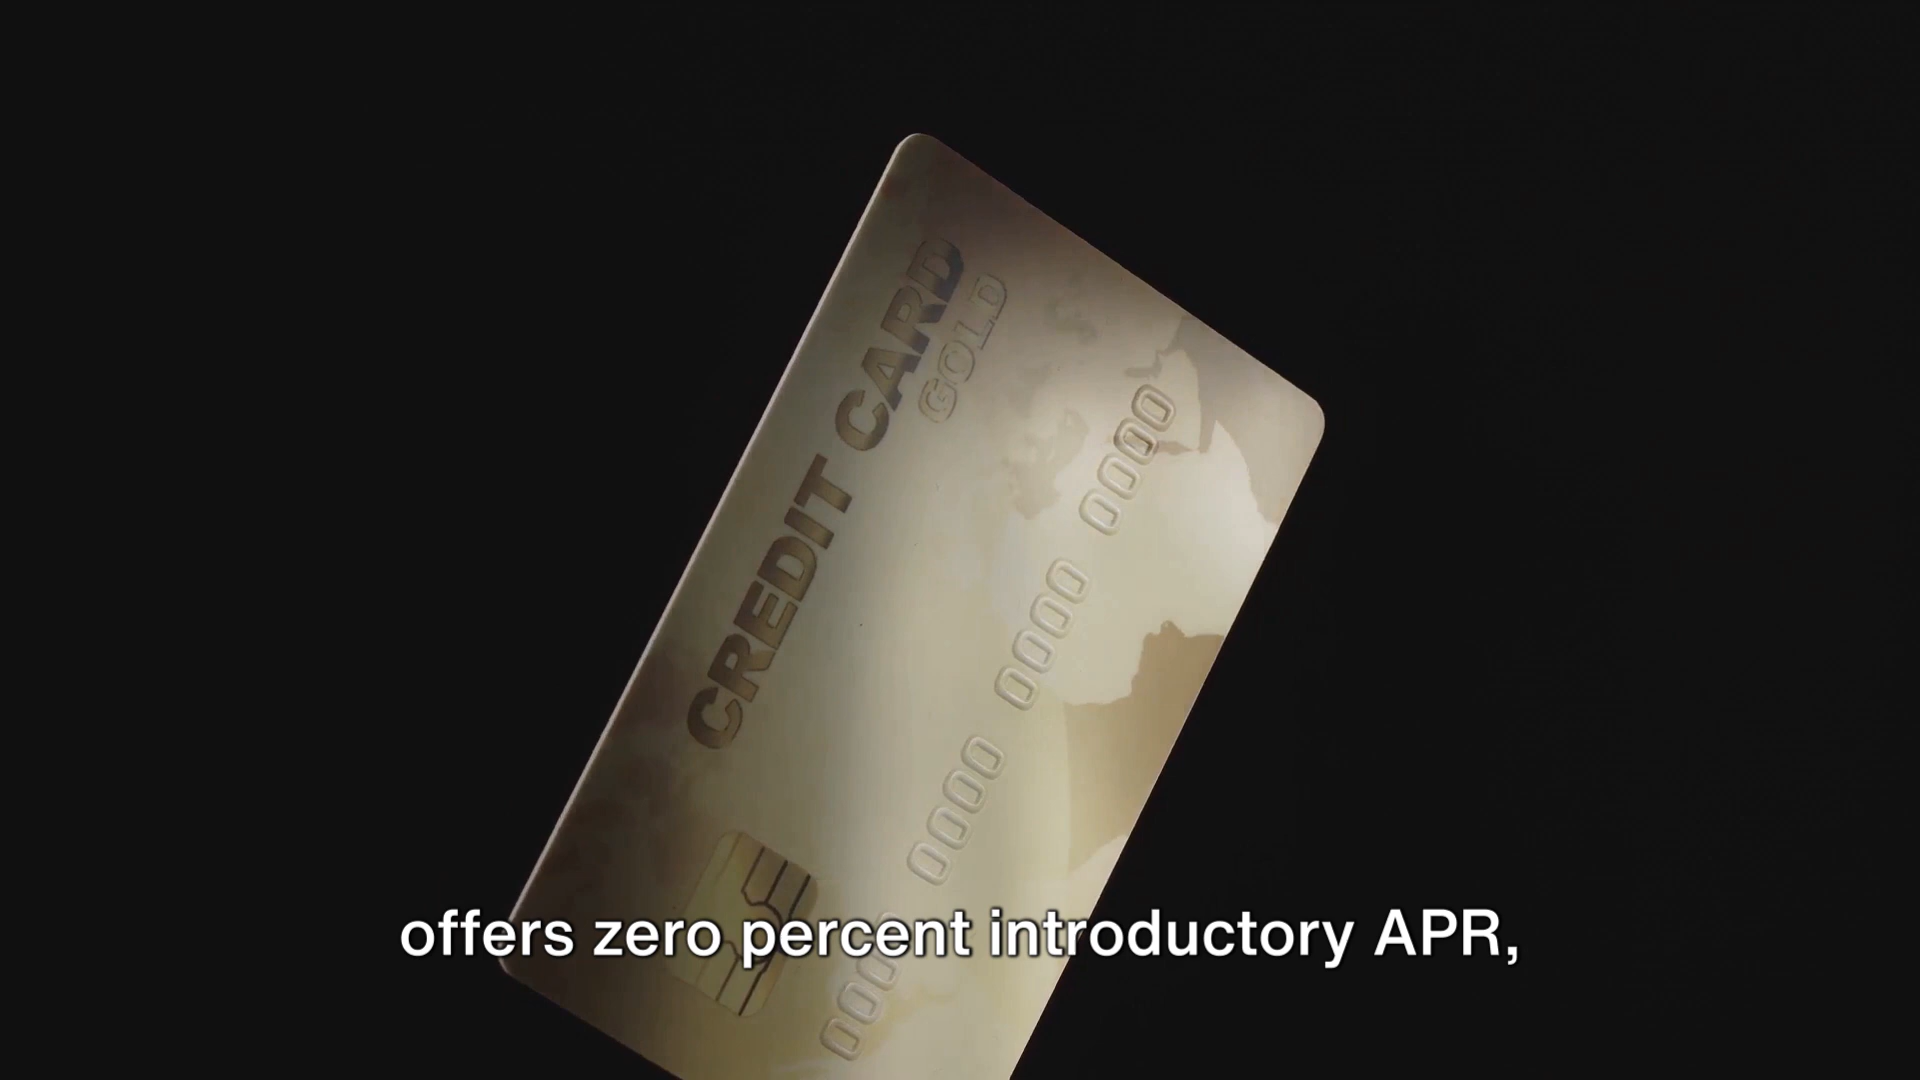 CREDIT CARD
GOLD
0000 0000 0000 0000
offers zero percent introductory APR,